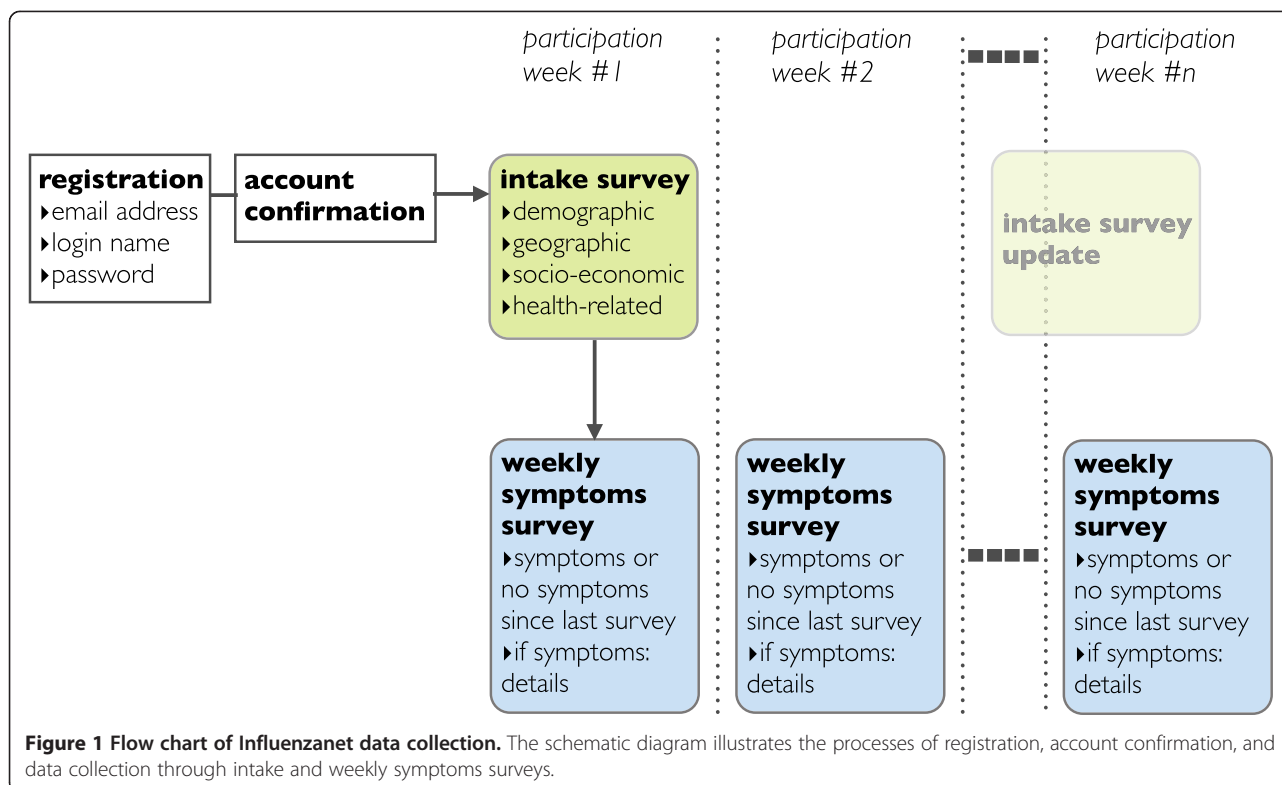 participation
week #1
participation
week #2
participation
week #n
registration
▸email address
▸login name
▸password
account
confirmation
intake survey
▸demographic
▸geographic
▸socio-economic
▸health-related
intake survey
update
weekly
symptoms
survey
▸symptoms or
no symptoms
since last survey
▸if symptoms:
details
weekly
symptoms
survey
▸symptoms or
no symptoms
since last survey
▸if symptoms:
details
weekly
symptoms
survey
▸symptoms or
no symptoms
since last survey
▸if symptoms:
details
Figure 1 Flow chart of Influenzanet data collection. The schematic diagram illustrates the processes of registration, account confirmation, and
data collection through intake and weekly symptoms surveys.